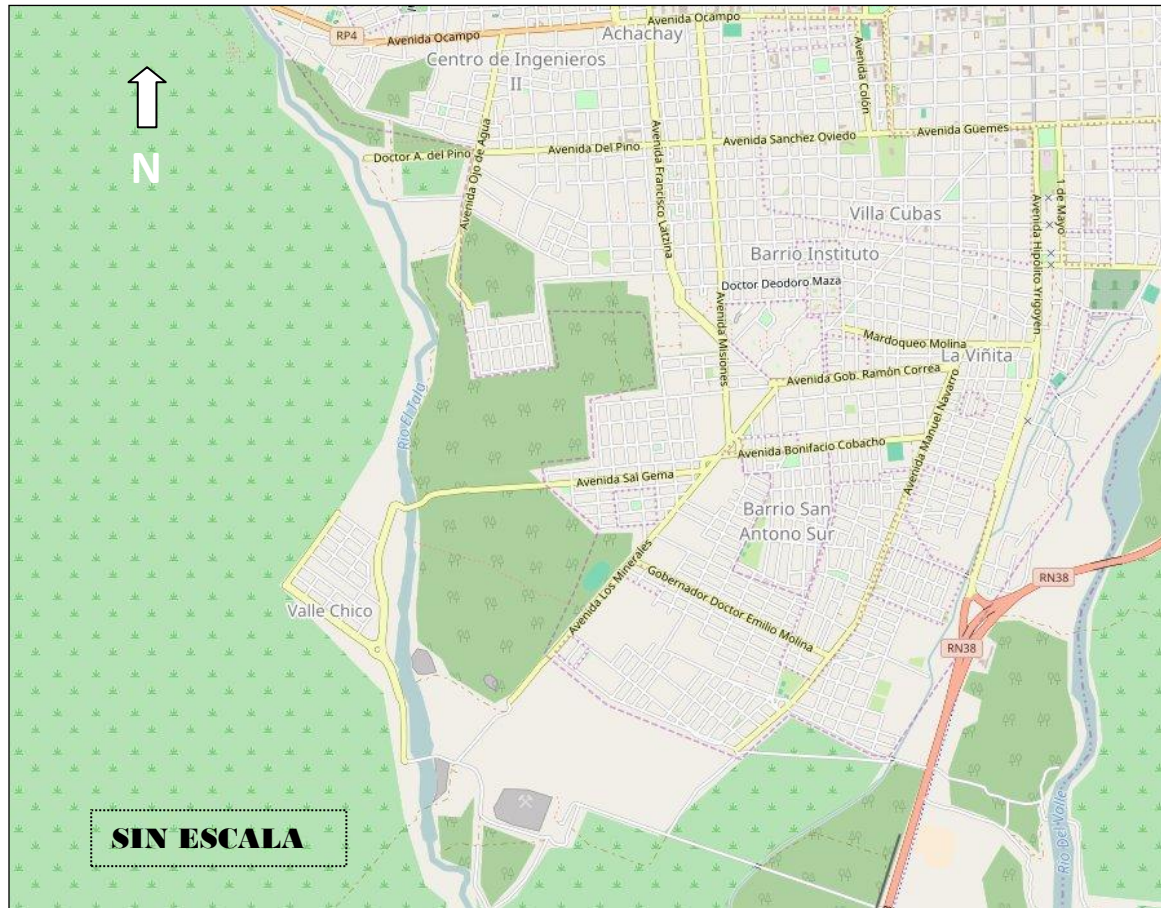 Avenida Ocampo
RP4
Avenida Ocampo
Achachay
Centro de Ingenieros
II
Avenida Colón
Avenida Sanchez Oviedo
Avenida Güemes
Avenida Del Pino
Doctor A. del Pino
Avenida Ojo de Agua
Avenida Francisco Latzina
N
1 de Mayo
Villa Cubas
Avenida Hipólito Yrigoyen
Barrio Instituto
Doctor Deodoro Maza
Avenida Misiones
Mardoqueo Molina
La Viñita
Avenida Gob. Ramón Correa
Avenida Manuel Navarro
Río El Tala
Avenida Bonifacio Cobacho
Avenida Sal Gema
Barrio San
Antono Sur
Avenida Los Minerales
Gobernador Doctor Emilio Molina
RN38
Valle Chico
RN38
Río Del Valle
SIN ESCALA